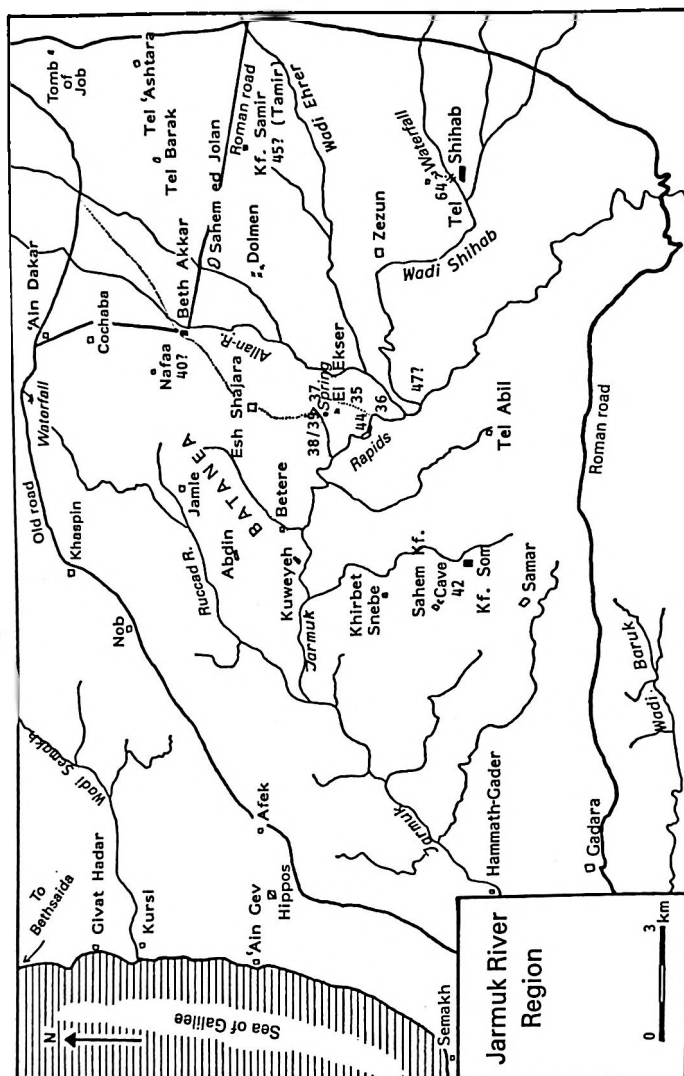 N
To
Bethsaida
Givat Hadar
Kursi
Sea of Galilee
'Ain Gev
Hippos
Semakh
Wadi Semakh
Afek
Nob
Khaspin
Old road
Waterfall
'Ain Dakar
Cochaba
Nafaa
40?
Beth Akkar
Tomb
of
Job
Tel 'Ashtara
Tel Barak
Sahem ed Jolan
Roman road
Kf. Samir
45? (Tamir)
Dolmen
Wadi Ehrer
Allan-R.
Ruccad R.
Jamle
Abdin
BATANEA
Esh Shajara
Betere
Kuweyeh
Jarmuk
38/39
37
Spring
El Ekser
35
44
36
47?
Rapids
Khirbet
Snebe
Sahem Kf.
Cave
42
Kf. Som
Samar
Tel Abil
Zezun
Wadi Shihab
64?
Waterfall
Tel Shihab
Jarmuk
Hammath-Gader
Gadara
Roman road
Wadi Baruk
Jarmuk River
Region
0 3
km